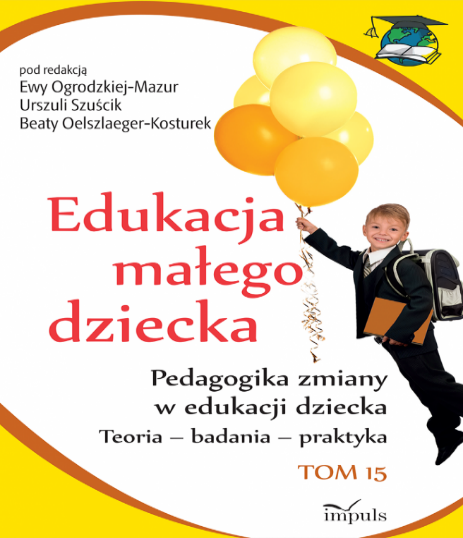 pod redakcją
Ewy Ogrodzkiej-Mazur
Urszuli Szuścik
Beaty Oelszlaeger-Kosturek
Edukacja
małego
dziecka
Pedagogika zmiany
w edukacji dziecka
Teoria – badania – praktyka
TOM 15
impuls